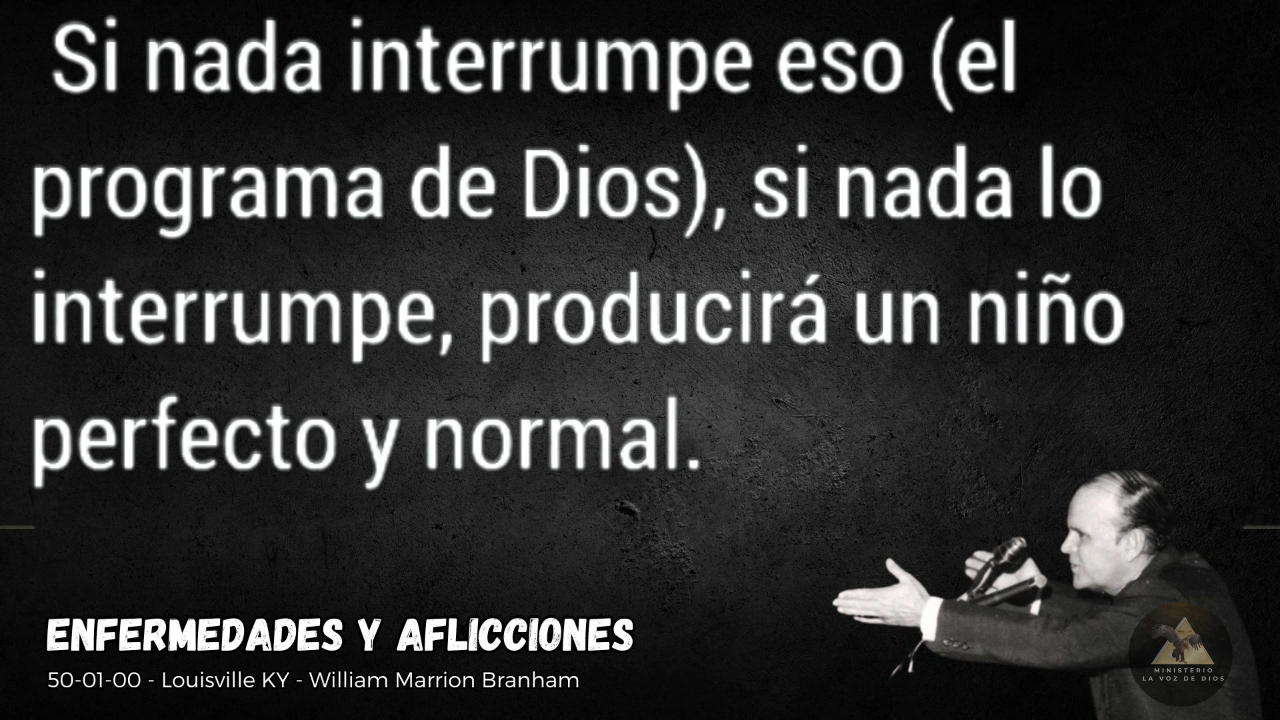 Si nada interrumpe eso (el
programa de Dios), si nada lo
interrumpe, producirá un niño
perfecto y normal.
ENFERMEDADES Y AFLICCIONES
50-01-00 - Louisville KY - William Marrion Branham
MINISTERIO
LA VOZ DE DIOS